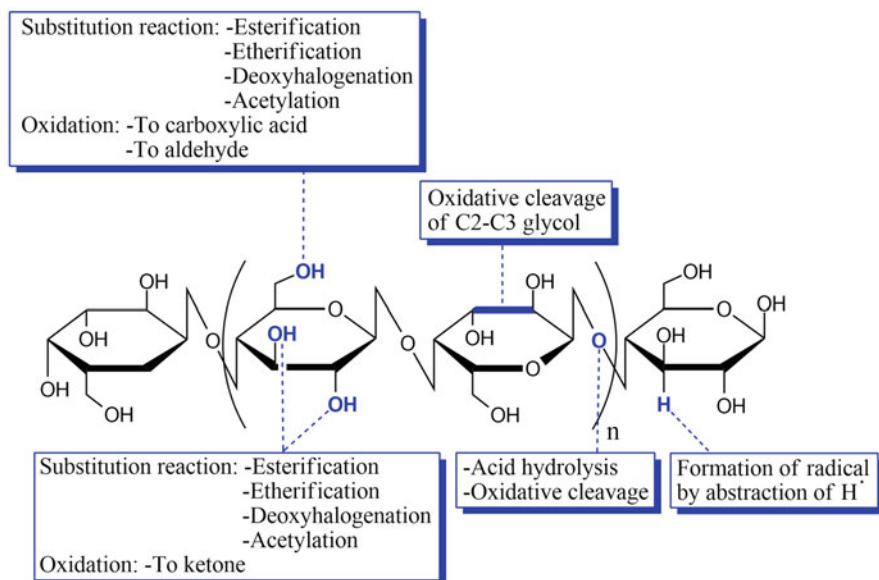 Substitution reaction: -Esterification
-Etherification
-Deoxyhalogenation
-Acetylation
Oxidation: -To carboxylic acid
-To aldehyde
Oxidative cleavage
of C2-C3 glycol
OH
OH
OH
OH
OH
O
OH
OH
OH
O
O
OH
O
OH
O
OH
OH
OH
O
OH
O
OH
OH
OH
H
n
Substitution reaction: -Esterification
-Etherification
-Deoxyhalogenation
-Acetylation
Oxidation: -To ketone
-Acid hydrolysis
-Oxidative cleavage
Formation of radical
by abstraction of H·